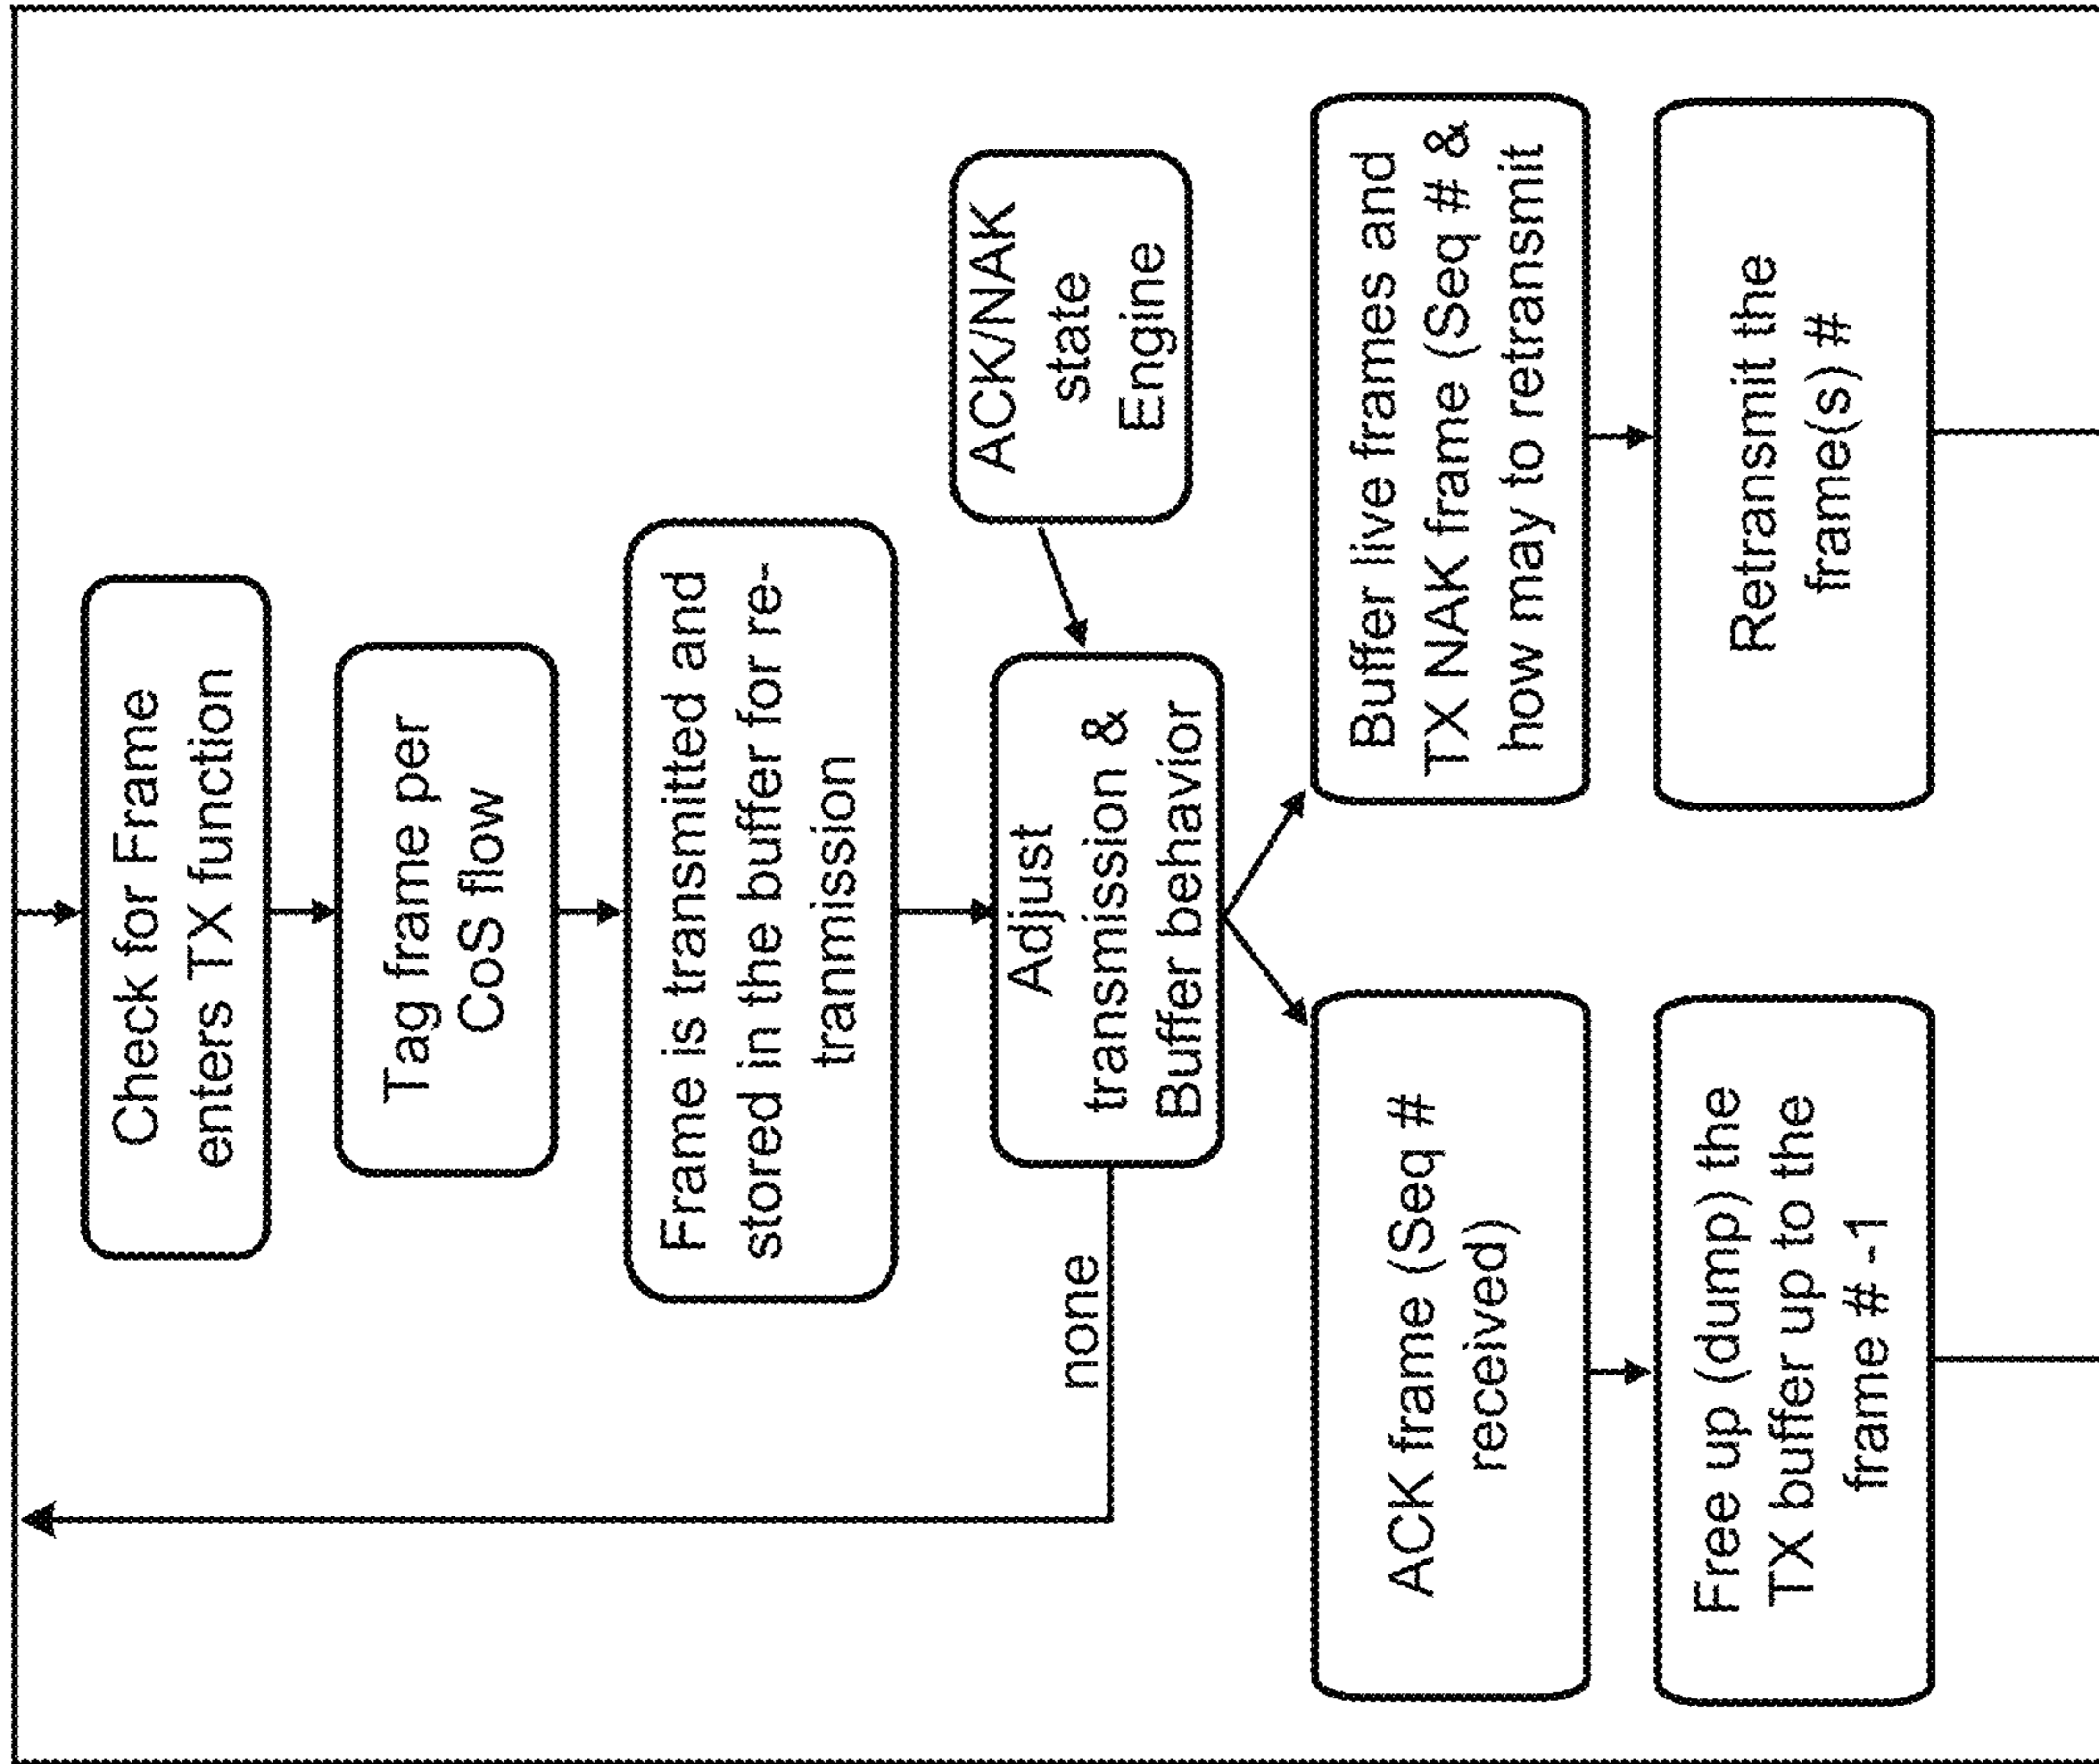 Check for Frame
enters TX function
Tag frame per
CoS flow
Frame is transmitted and
stored in the buffer for re-
tranmission
ACK/NAK
state
Engine
Adjust
transmission &
Buffer behavior
none
ACK frame (Seq #
received)
Buffer live frames and
TX NAK frame (Seq # &
how may to retransmit
Free up (dump) the
TX buffer up to the
frame # -1
Retransmit the
frame(s) #